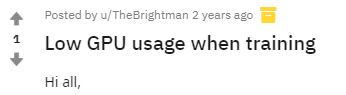 Posted by u/TheBrightman 2 years ago
1
Low GPU usage when training
Hi all,